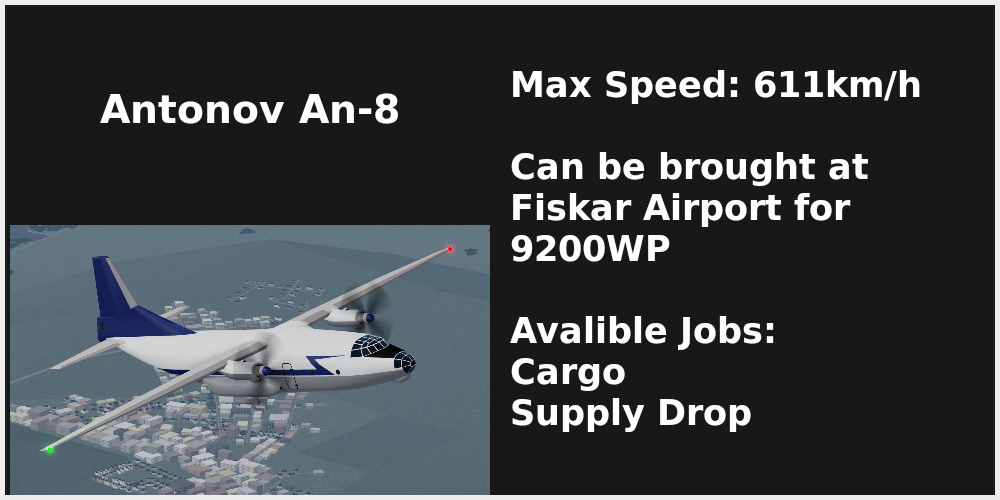 Antonov An-8
Max Speed: 611km/h
Can be brought at
Fiskar Airport for
9200WP
Avalible Jobs:
Cargo
Supply Drop